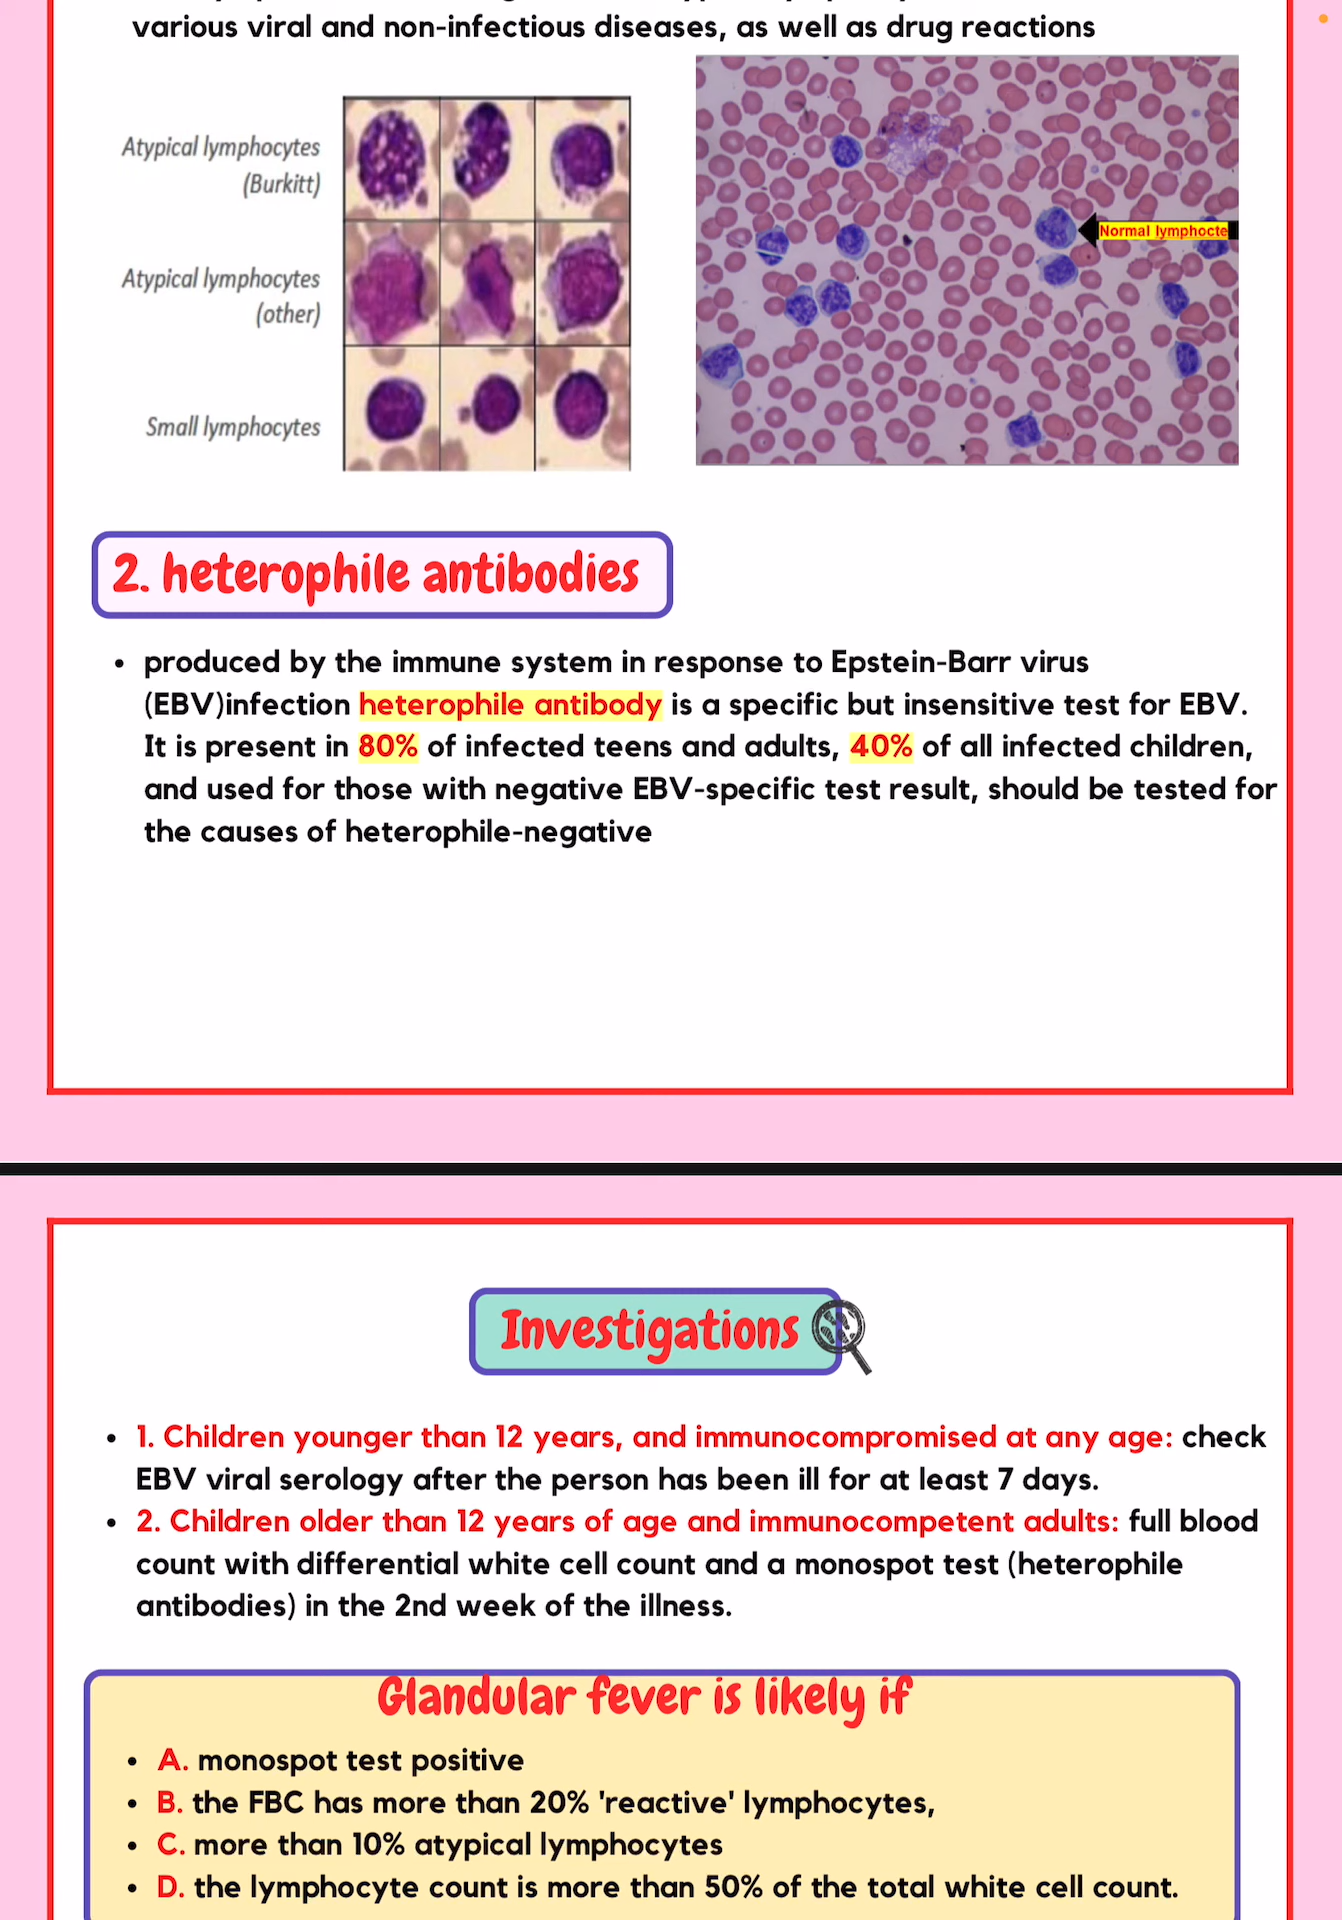 various viral and non-infectious diseases, as well as drug reactions
Atypical lymphocytes
(Burkitt)
Atypical lymphocytes
(other)
Small lymphocytes
Normal lymphocte
2. heterophile antibodies
• produced by the immune system in response to Epstein-Barr virus
(EBV)infection heterophile antibody is a specific but insensitive test for EBV.
It is present in 80% of infected teens and adults, 40% of all infected children,
and used for those with negative EBV-specific test result, should be tested for
the causes of heterophile-negative
Investigations
• 1. Children younger than 12 years, and immunocompromised at any age: check
EBV viral serology after the person has been ill for at least 7 days.
• 2. Children older than 12 years of age and immunocompetent adults: full blood
count with differential white cell count and a monospot test (heterophile
antibodies) in the 2nd week of the illness.
Glandular fever is likely if
• A. monospot test positive
• B. the FBC has more than 20% 'reactive' lymphocytes,
• C. more than 10% atypical lymphocytes
• D. the lymphocyte count is more than 50% of the total white cell count.